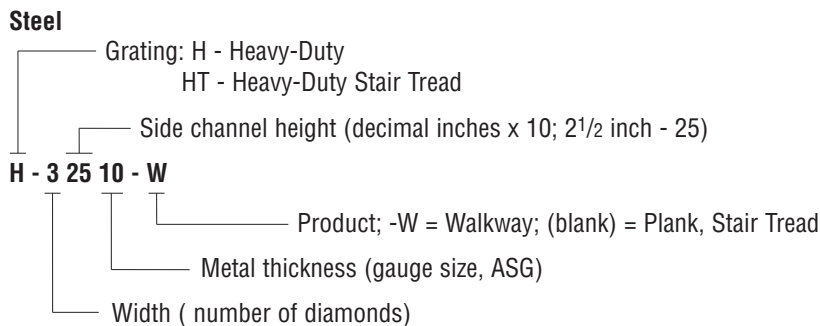 Steel
Grating: H - Heavy-Duty
HT - Heavy-Duty Stair Tread
Side channel height (decimal inches x 10; 2 1/2 inch - 25)
H - 3 25 10 - W
Product; -W = Walkway; (blank) = Plank, Stair Tread
Metal thickness (gauge size, ASG)
Width ( number of diamonds)